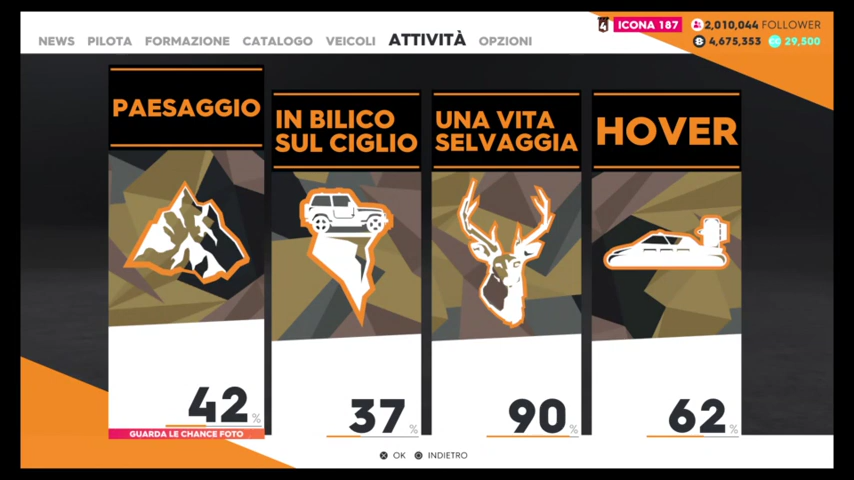 4 ICONA 187 2,010,044 FOLLOWER
4,675,353 29,500
NEWS PILOTA FORMAZIONE CATALOGO VEICOLI ATTIVITÀ OPZIONI
PAESAGGIO
IN BILICO
SUL CIGLIO
UNA VITA
SELVAGGIA
HOVER
42%
37%
90%
62%
GUARDA LE CHANCE FOTO
OK INDIETRO